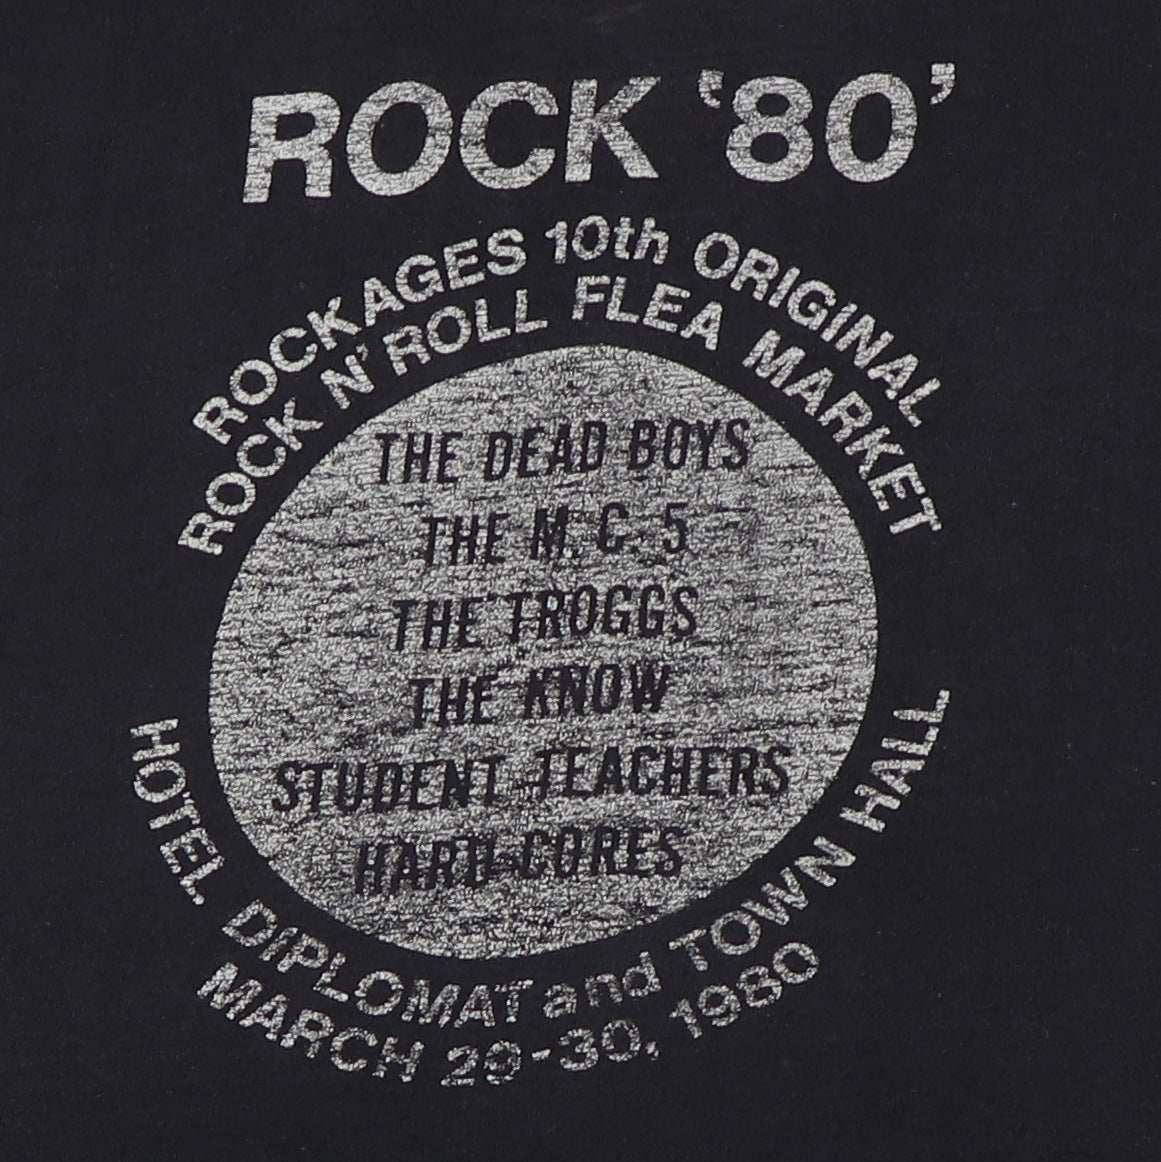 ROCK '80'
ROCKAGES 10th ORIGINAL
ROCK N' ROLL FLEA MARKET
THE DEAD BOYS
THE M. C. 5
THE TROGGS
THE KNOW
STUDENT TEACHERS
HARD CORES
HOTEL DIPLOMAT and TOWN HALL
MARCH 29-30, 1980